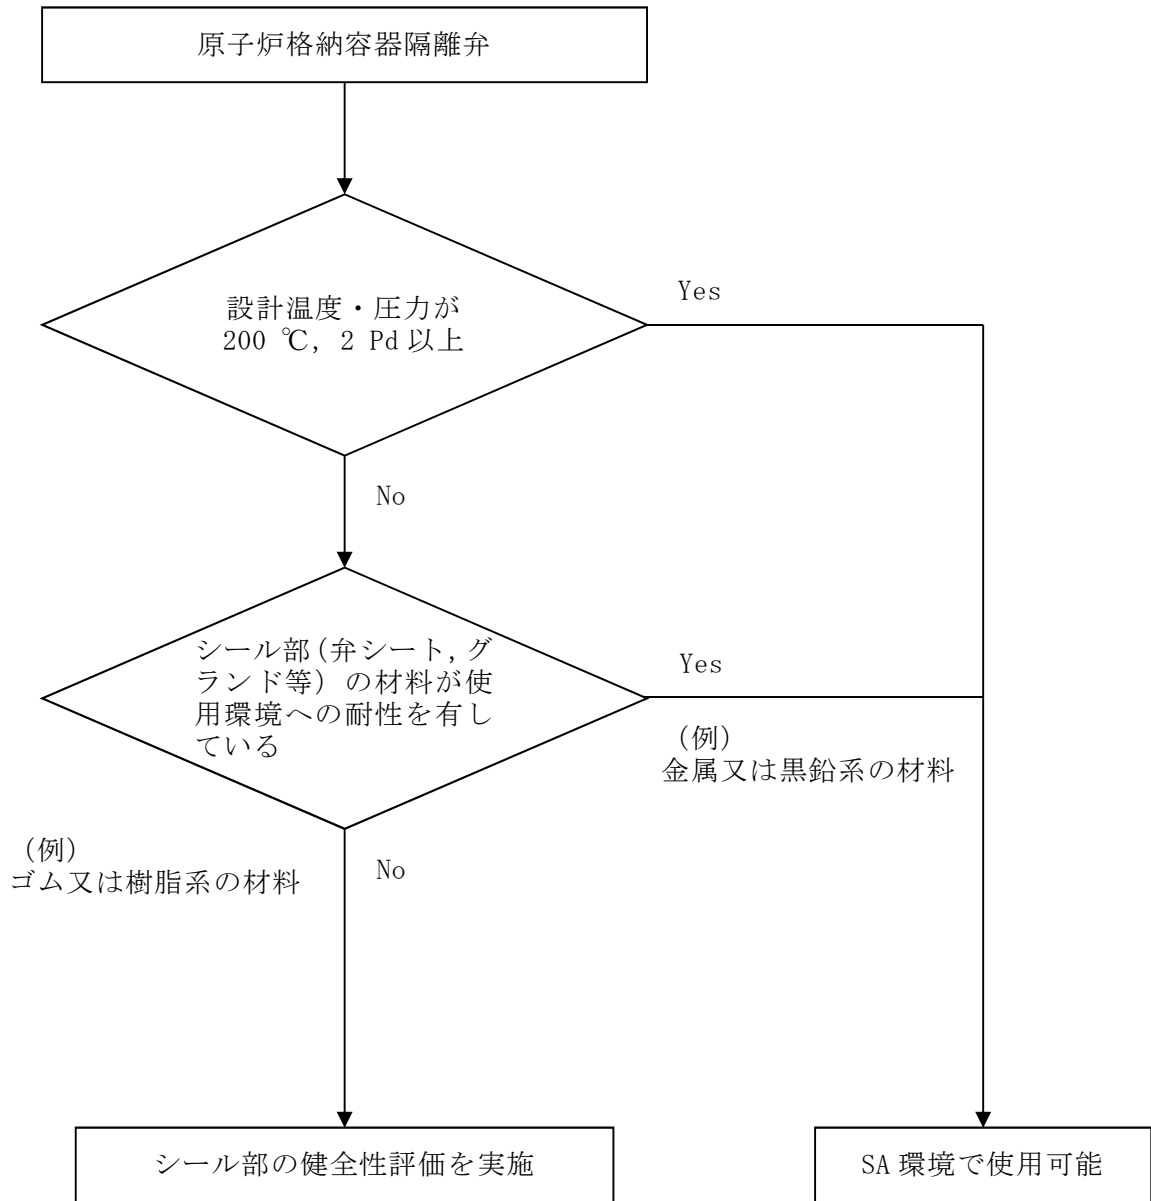 原子炉格納容器隔離弁
設計温度・圧力が
200 ℃, 2 Pd 以上
Yes
No
シール部(弁シート,グ
ランド等）の材料が使
用環境への耐性を有し
ている
Yes
（例）
金属又は黒鉛系の材料
（例）
ゴム又は樹脂系の材料
No
シール部の健全性評価を実施
SA 環境で使用可能